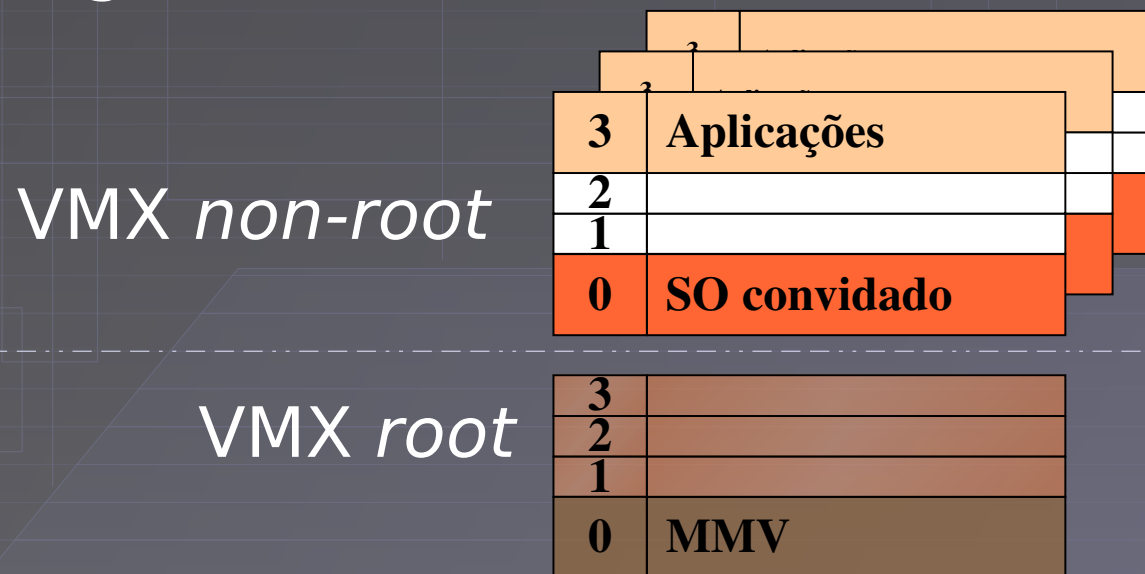 3 Aplicações
2
1
0 SO convidado
VMX non-root
3
2
1
0 MMV
VMX root